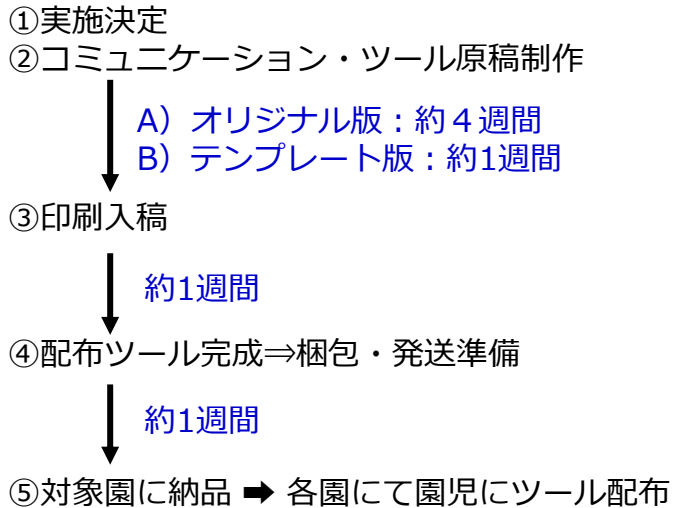 ①実施決定
②コミュニケーション・ツール原稿制作
A）オリジナル版：約４週間
B）テンプレート版：約1週間
③印刷入稿
約1週間
④配布ツール完成⇒梱包・発送準備
約1週間
⑤対象園に納品 ➡ 各園にて園児にツール配布